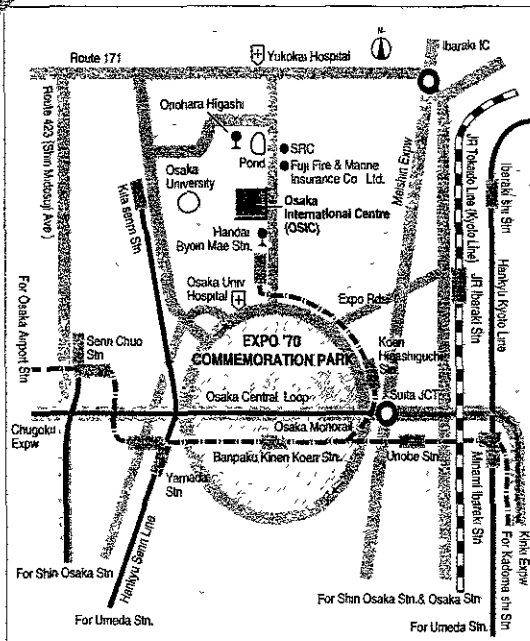 N
Ibaraki IC
Route 171
Yukokai Hospital
Route 423 (Shin Midosuji Ave.)
Onohara Higashi
SRC
Pond
Fuji Fire & Marine
Insurance Co Ltd.
Osaka
University
Osaka
International Centre
(OSIC)
Handai
Byoin Mae Stn.
Meishin Expw
JR Tokaido Line (Kyoto Line)
Ibaraki shi Stn
Hankyu Kyoto Line
JR Ibaraki Stn
Kita senri Stn
Osaka Univ
Hospital
Expo Rds
For Osaka Airport Stn
Senri Chuo
Stn
EXPO '70
COMMEMORATION PARK
Koen
Higashiguchi
Stn
Osaka Central Loop
Suita JCT
Chugoku
Expw
Osaka Monorail
Banpaku Kinen Koen Stn.
Unobe Stn.
Yamada
Stn
Minami Ibaraki Stn
Kinki Expw
For Kadoma shi Stn
Hankyu Senri Line
For Shin Osaka Stn
For Umeda Stn.
For Shin Osaka Stn. & Osaka Stn
For Umeda Stn.